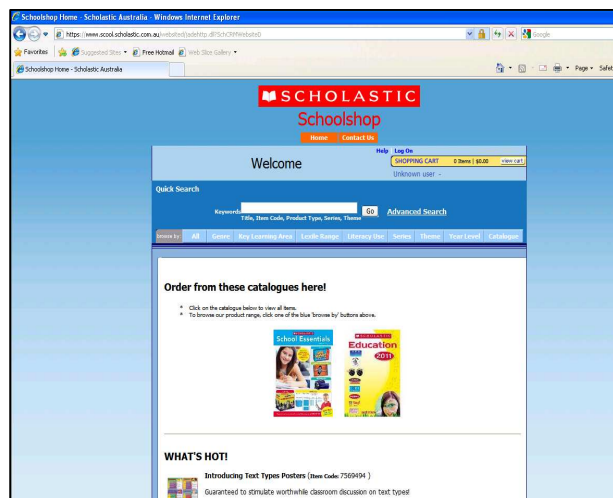 Schoolshop Home - Scholastic Australia - Windows Internet Explorer
Google
Favorites Suggested Sites Free Hotmail Web Slice Gallery
Schoolshop Home - Scholastic Australia
Page Safet
SCHOLASTIC
Schoolshop
Home Contact Us
Help Log On
Welcome
SHOPPING CART 0 Items | $0.00 view cart
Unknown user -
Quick Search
Keyword: Go Advanced Search
Title, Item Code, Product Type, Series, Theme
browse by All Genre Key Learning Area Lexile Range Literacy Use Series Theme Year Level Catalogue
Order from these catalogues here!
* Click on the catalogue below to view all items.
* To browse our product range, click one of the blue 'browse by' buttons above.
School Essentials
SCHOLASTIC
Education
2011
WHAT'S HOT!
Introducing Text Types Posters (Item Code: 7569494 )
Guaranteed to stimulate worthwhile classroom discussion on text types!